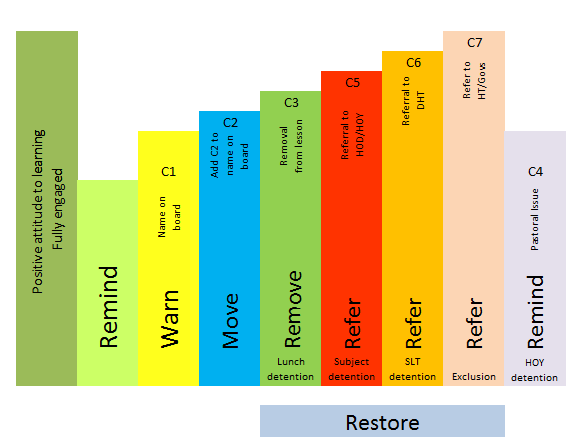 Positive attitude to learning
Fully engaged
Remind
C1
Name on
board
Warn
C2
Add C2 to
name on
board
Move
C3
Removal
from lesson
Remove
Lunch
detention
C5
Referral to
HOD/HOY
Refer
Subject
detention
C6
Referral to
DHT
Refer
SLT
detention
C7
Refer to
HT/Govs
Refer
Exclusion
C4
Pastoral Issue
Remind
HOY
detention
Restore